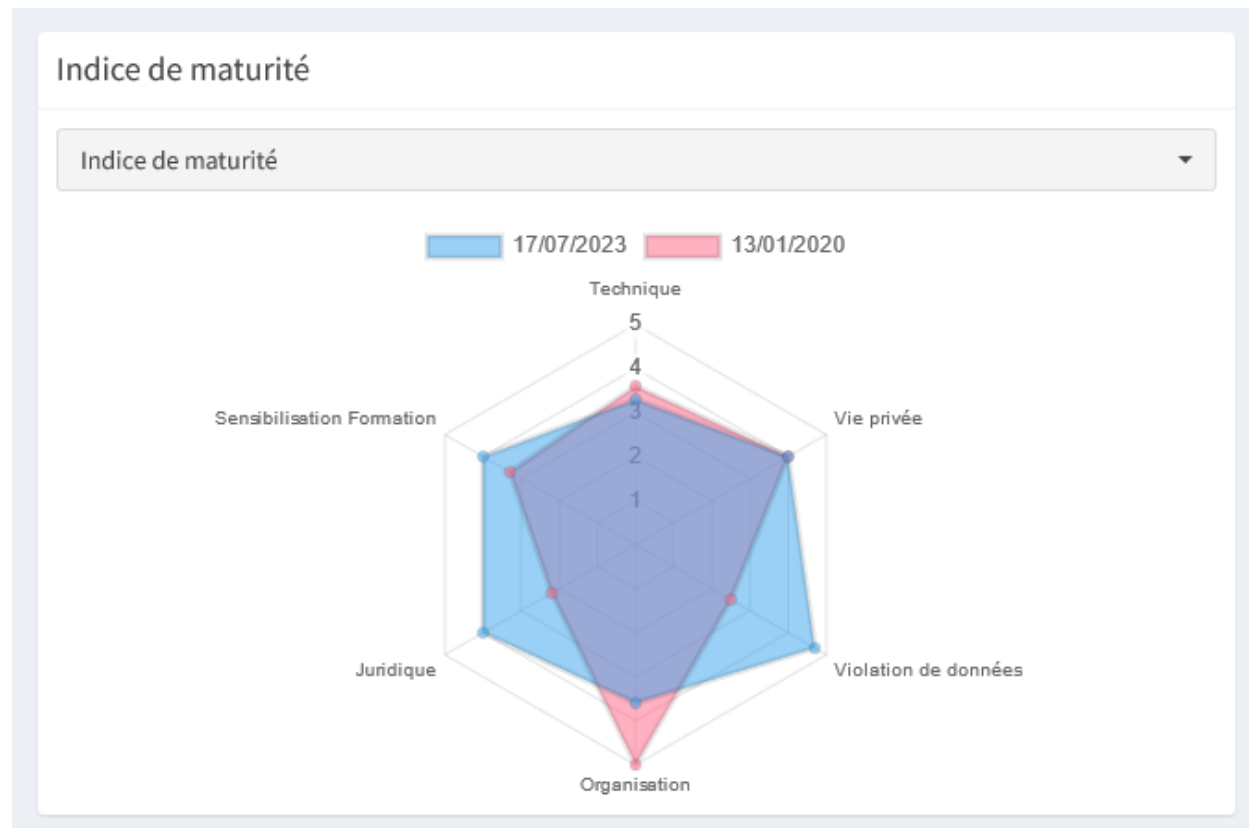 Indice de maturité
Indice de maturité
17/07/2023 13/01/2020
Technique
5
4
3
2
1
Sensibilisation Formation
Vie privée
Juridique
Violation de données
Organisation